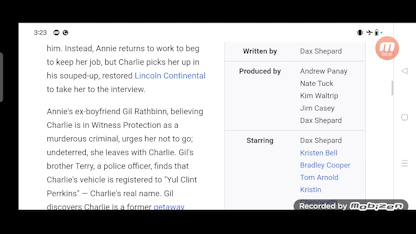 3:23
him. Instead, Annie returns to work to beg
to keep her job, but Charlie picks her up in
his souped-up, restored Lincoln Continental
to take her to the interview.
Annie's ex-boyfriend Gil Rathbinn, believing
Charlie is in Witness Protection as a
murderous criminal, urges her not to go;
undeterred, she leaves with Charlie. Gil's
brother Terry, a police officer, finds that
Charlie's vehicle is registered to "Yul Clint
Perrkins" — Charlie's real name. Gil
discovers Charlie is a former getaway
Written by Dax Shepard
Produced by Andrew Panay
Nate Tuck
Kim Waltrip
Jim Casey
Dax Shepard
Starring Dax Shepard
Kristen Bell
Bradley Cooper
Tom Arnold
Kristin
Recorded by Mobizen